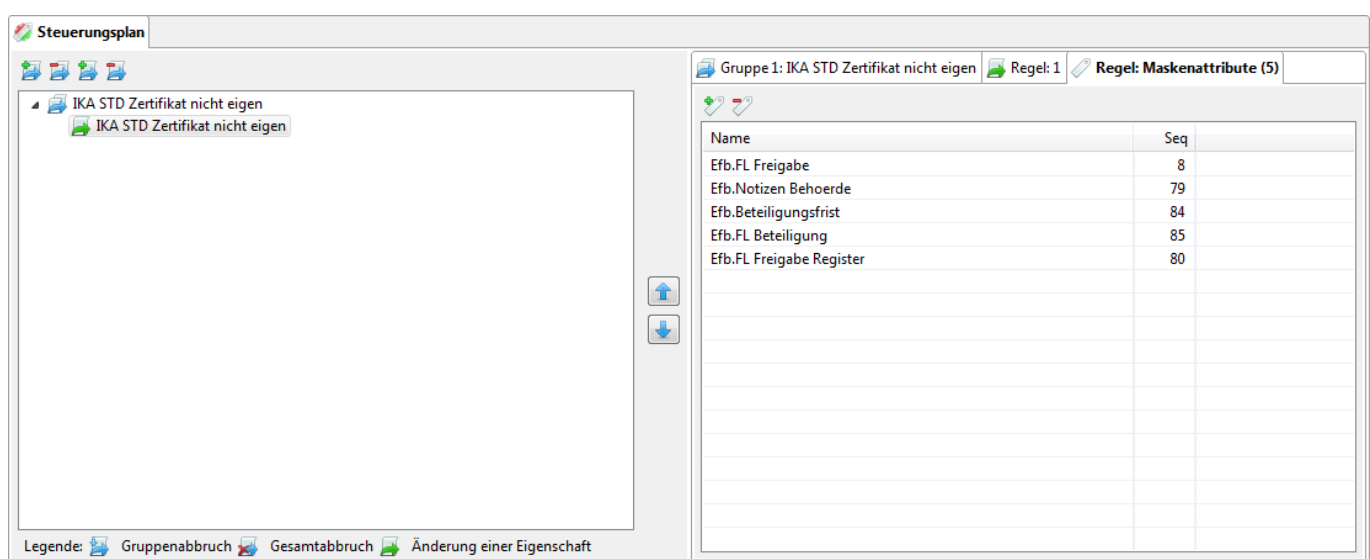 Steuerungsplan
IKA STD Zertifikat nicht eigen
IKA STD Zertifikat nicht eigen
Legende: Gruppenabbruch Gesamtabbruch Änderung einer Eigenschaft
Gruppe 1: IKA STD Zertifikat nicht eigen Regel: 1 Regel: Maskenattribute (5)
Name Seq
Efb.FL Freigabe 8
Efb.Notizen Behoerde 79
Efb.Beteiligungsfrist 84
Efb.FL Beteiligung 85
Efb.FL Freigabe Register 80